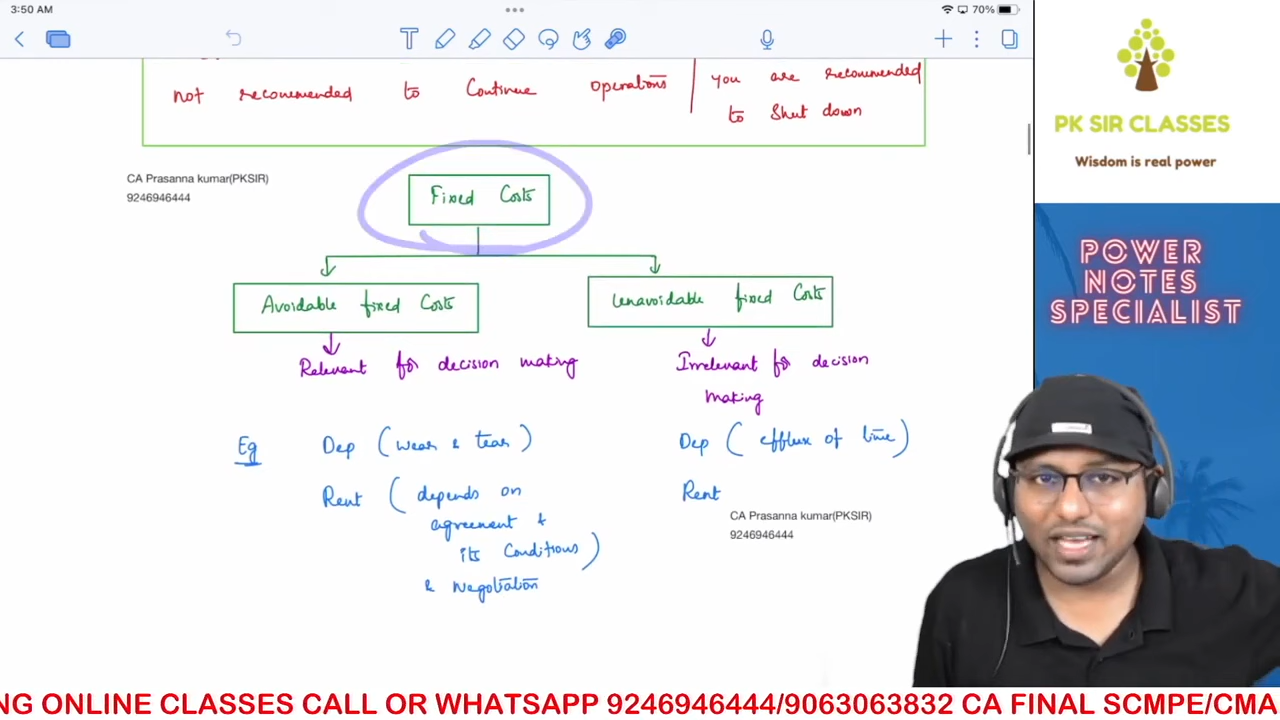 3:50 AM
70%
not recommended to Continue operations
you are recommended
to Shut down
CA Prasanna kumar(PKSIR)
9246946444
Fixed Costs
Avoidable fixed Costs
Unavoidable fixed Costs
Relevant for decision making
Irrelevant for decision
making
Eg
Dep (wear & tear)
Dep (efflux of time)
Rent (depends on
agreement &
its Conditions)
& Negotiation
Rent
CA Prasanna kumar(PKSIR)
9246946444
PK SIR CLASSES
Wisdom is real power
POWER
NOTES
SPECIALIST
NG ONLINE CLASSES CALL OR WHATSAPP 9246946444/9063063832 CA FINAL SCMPE/CMA